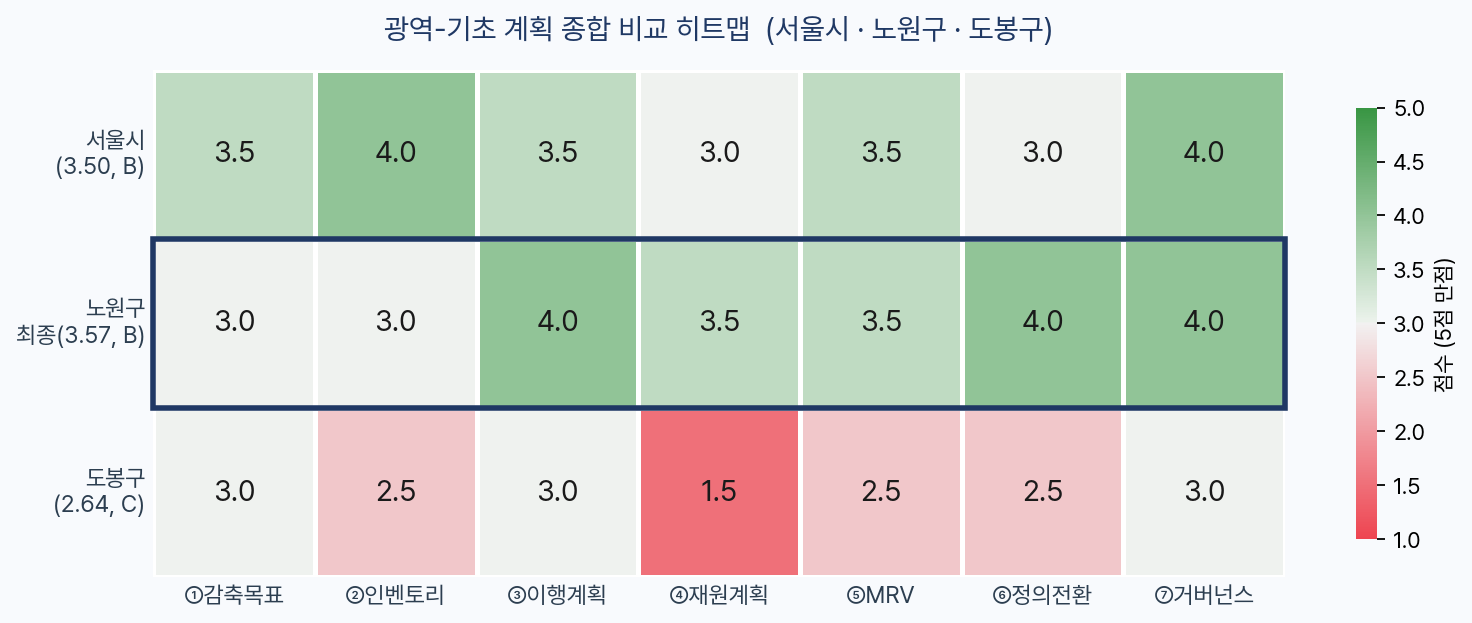 광역-기초 계획 종합 비교 히트맵 (서울시 · 노원구 · 도봉구)
서울시
(3.50, B)
3.5 4.0 3.5 3.0 3.5 3.0 4.0
노원구
최종(3.57, B)
3.0 3.0 4.0 3.5 3.5 4.0 4.0
도봉구
(2.64, C)
3.0 2.5 3.0 1.5 2.5 2.5 3.0
①감축목표 ②인벤토리 ③이행계획 ④재원계획 ⑤MRV ⑥정의전환 ⑦거버넌스
5.0
4.5
4.0
3.5
3.0
2.5
2.0
1.5
1.0
점수 (5점 만점)